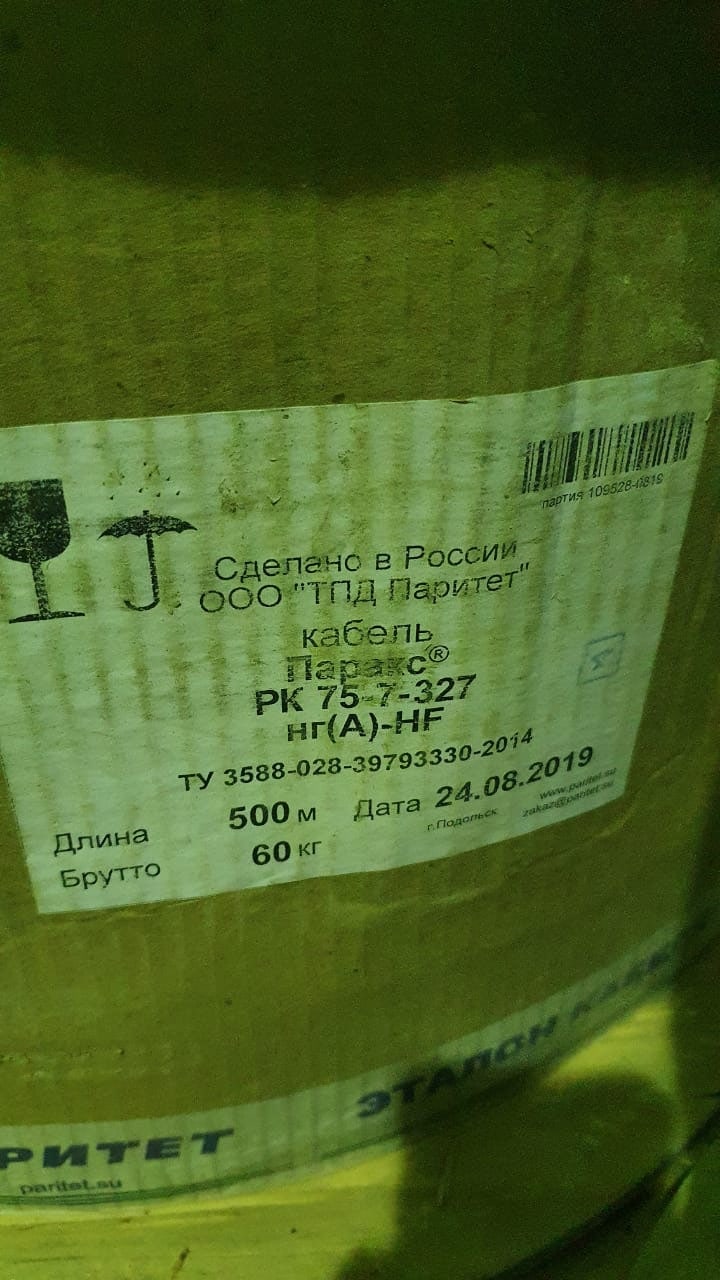 партия 109528-0819
Сделано в России
ООО "ТПД Паритет"
кабель
Паракс®
РК 75-7-327
нг(А)-HF
ТУ 3588-028-39793330-2014
Длина 500 м Дата 24.08.2019
г.Подольск www.paritet.su
zakaz@paritet.su
Брутто 60 кг
РИТЕТ
ЭТАЛОН КАБЕ
paritet.su